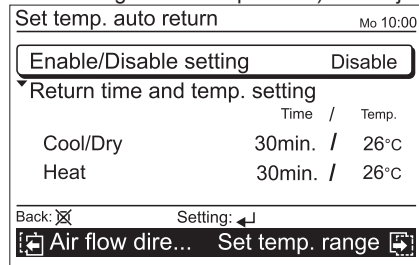 Set temp. auto return Mo 10:00
Enable/Disable setting Disable
Return time and temp. setting
Time / Temp.
Cool/Dry 30min. / 26°C
Heat 30min. / 26°C
Back: Setting:
Air flow dire... Set temp. range